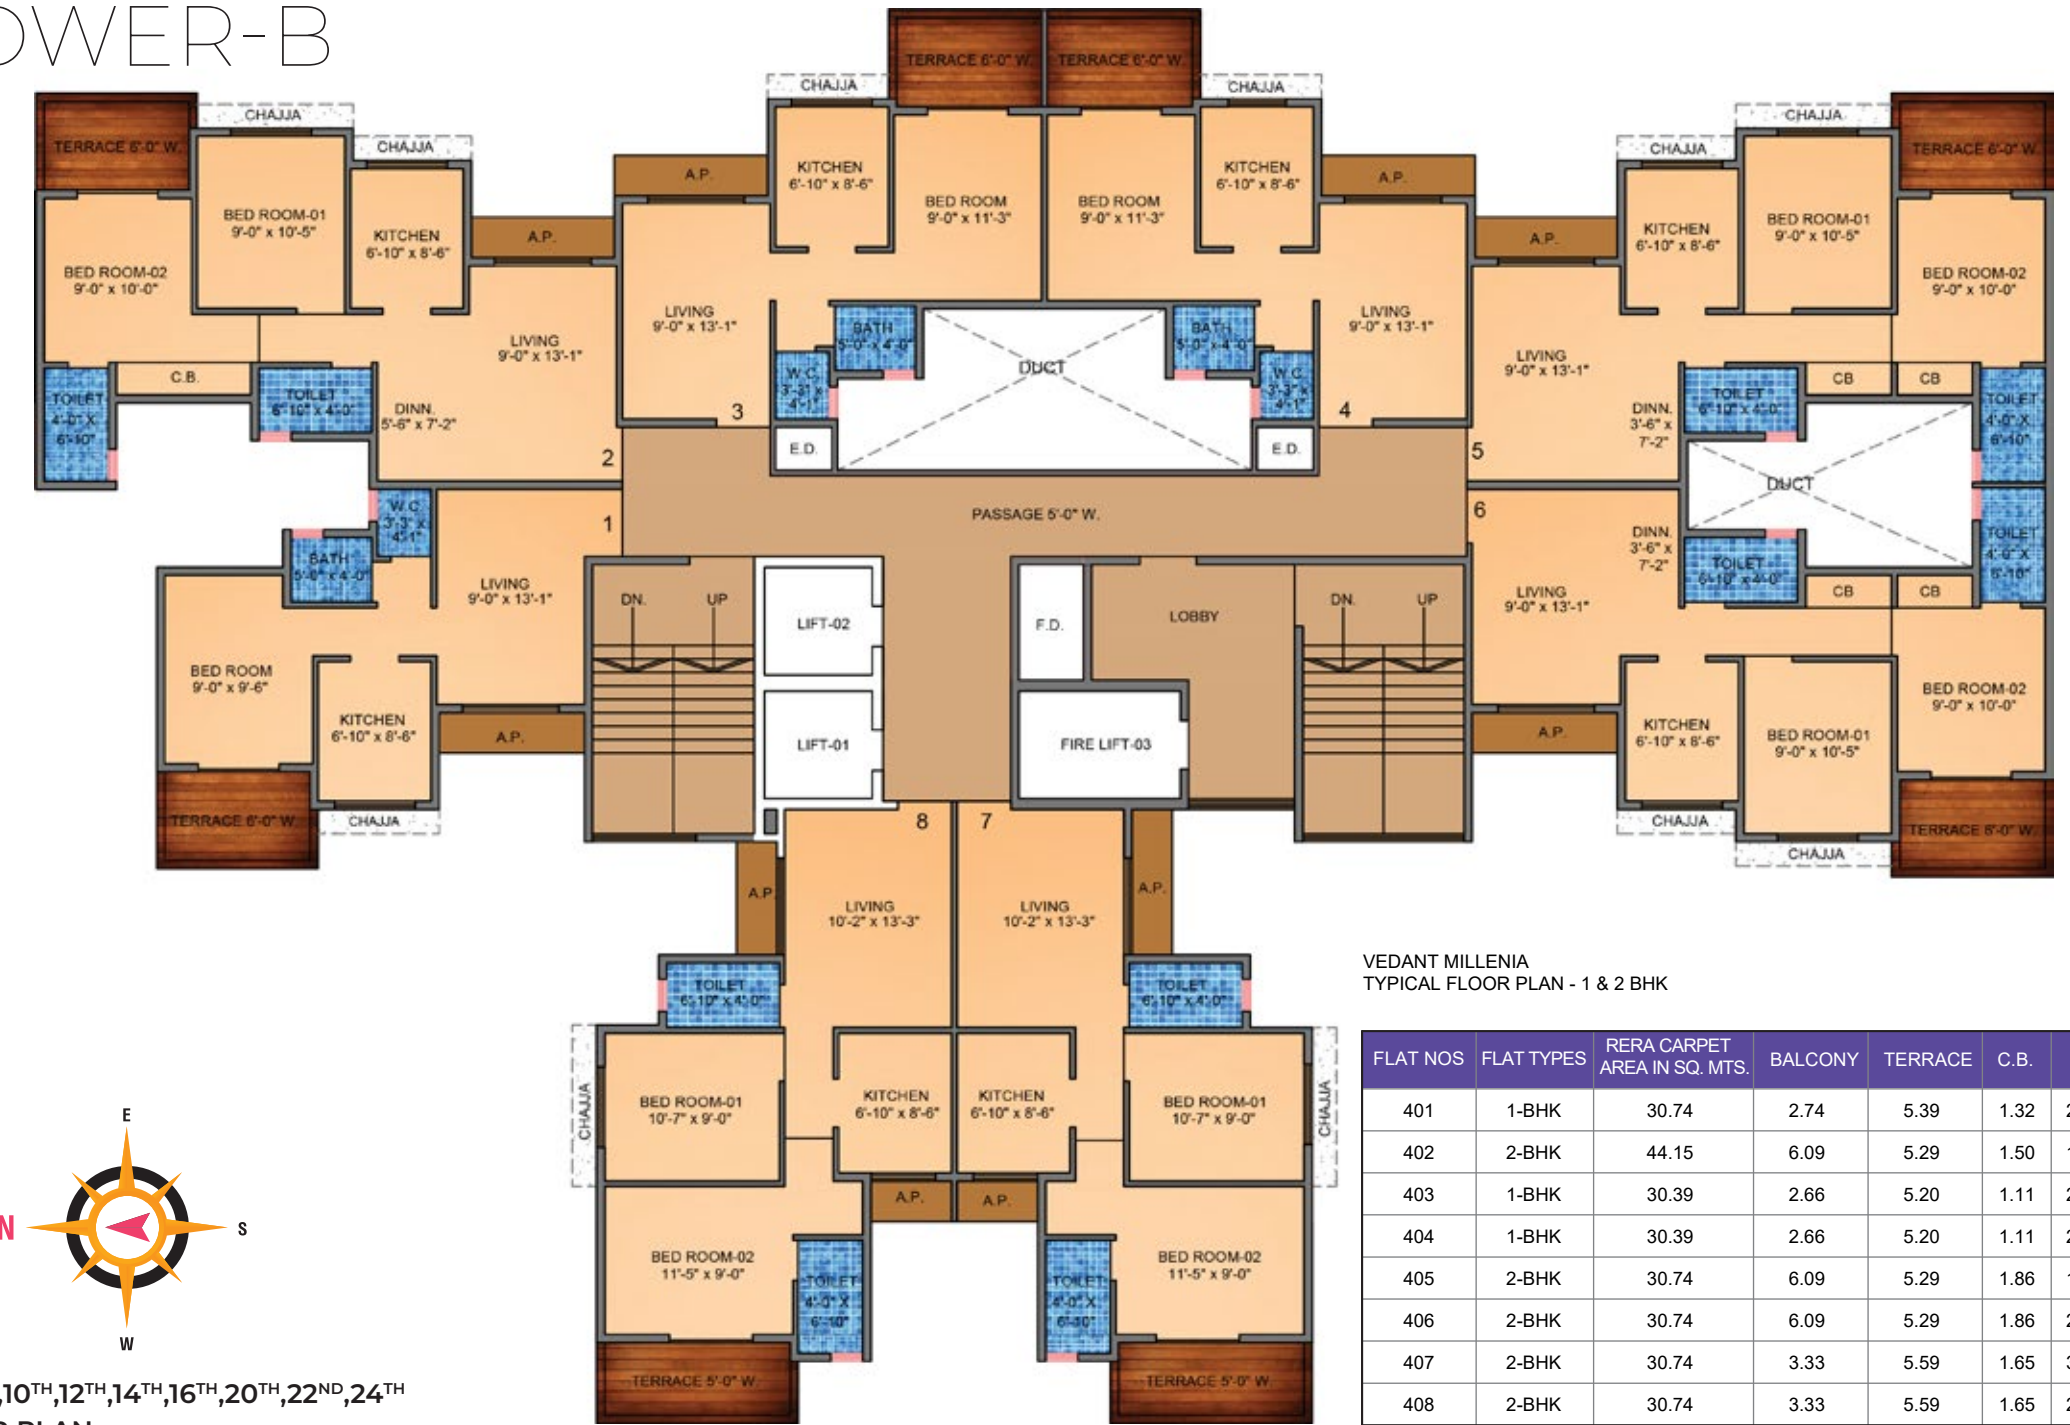 OWER-B
TERRACE 6'-0" W.
CHAJJA
BED ROOM-01
9'-0" x 10'-5"
CHAJJA
KITCHEN
6'-10" x 8'-6"
A.P.
BED ROOM-02
9'-0" x 10'-0"
LIVING
9'-0" x 13'-1"
C.B.
TOILET
4'-0" X
6'-10"
TOILET
6'-10" x 4'-0"
DINN.
5'-6" x 7'-2"
2
A.P.
CHAJJA
KITCHEN
6'-10" x 8'-6"
TERRACE 6'-0" W.
BED ROOM
9'-0" x 11'-3"
LIVING
9'-0" x 13'-1"
BATH
5'-0" x 4'-0"
W.C
3'-3" x
4'-1"
3
E.D.
DUCT
TERRACE 6'-0" W.
CHAJJA
BED ROOM
9'-0" x 11'-3"
KITCHEN
6'-10" x 8'-6"
A.P.
LIVING
9'-0" x 13'-1"
BATH
5'-0" x 4'-0"
W.C
3'-3" x
4'-1"
4
E.D.
CHAJJA
TERRACE 6'-0" W.
CHAJJA
KITCHEN
6'-10" x 8'-6"
BED ROOM-01
9'-0" x 10'-5"
A.P.
BED ROOM-02
9'-0" x 10'-0"
LIVING
9'-0" x 13'-1"
TOILET
6'-10" x 4'-0"
CB
CB
TOILET
4'-0" X
6'-10"
DINN.
3'-6" x
7'-2"
5
DUCT
PASSAGE 5'-0" W.
1
W.C
3'-3" x
4'-1"
BATH
5'-0" x 4'-0"
LIVING
9'-0" x 13'-1"
BED ROOM
9'-0" x 9'-6"
KITCHEN
6'-10" x 8'-6"
A.P.
TERRACE 6'-0" W.
CHAJJA
DN.
UP
LIFT-02
LIFT-01
F.D.
LOBBY
FIRE LIFT-03
DN.
UP
6
DINN.
3'-6" x
7'-2"
TOILET
6'-10" x 4'-0"
TOILET
4'-0" X
6'-10"
CB
CB
LIVING
9'-0" x 13'-1"
A.P.
KITCHEN
6'-10" x 8'-6"
BED ROOM-01
9'-0" x 10'-5"
BED ROOM-02
9'-0" x 10'-0"
CHAJJA
CHAJJA
TERRACE 6'-0" W.
8
7
A.P.
LIVING
10'-2" x 13'-3"
LIVING
10'-2" x 13'-3"
A.P.
TOILET
6'-10" x 4'-0"
TOILET
6'-10" x 4'-0"
CHAJJA
BED ROOM-01
10'-7" x 9'-0"
KITCHEN
6'-10" x 8'-6"
KITCHEN
6'-10" x 8'-6"
BED ROOM-01
10'-7" x 9'-0"
CHAJJA
A.P.
A.P.
BED ROOM-02
11'-5" x 9'-0"
TOILET
4'-0" X
6'-10"
TOILET
4'-0" X
6'-10"
BED ROOM-02
11'-5" x 9'-0"
TERRACE 5'-0" W.
TERRACE 5'-0" W.
VEDANT MILLENIA
TYPICAL FLOOR PLAN - 1 & 2 BHK
FLAT NOS FLAT TYPES RERA CARPET AREA IN SQ. MTS. BALCONY TERRACE C.B.
401 1-BHK 30.74 2.74 5.39 1.32
402 2-BHK 44.15 6.09 5.29 1.50
403 1-BHK 30.39 2.66 5.20 1.11
404 1-BHK 30.39 2.66 5.20 1.11
405 2-BHK 30.74 6.09 5.29 1.86
406 2-BHK 30.74 6.09 5.29 1.86
407 2-BHK 30.74 3.33 5.59 1.65
408 2-BHK 30.74 3.33 5.59 1.65
E
N
S
W
,10TH,12TH,14TH,16TH,20TH,22ND,24TH
PLAN